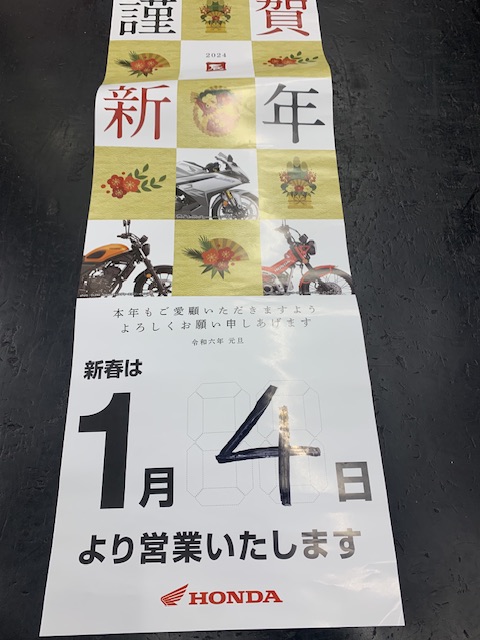 謹賀
2024
新年
本年もご愛顧いただきますよう
よろしくお願い申しあげます
令和六年 元旦
新春は
1月4日
より営業いたします
HONDA